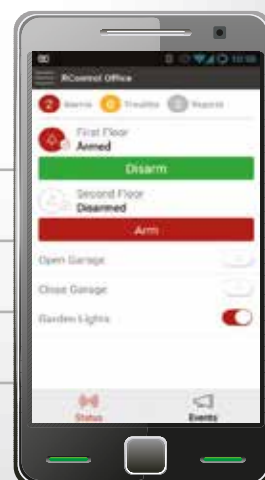 RControl Office
2 Alarms Troubles Reports
First Floor
Armed
Disarm
Second Floor
Disarmed
Arm
Open Garage
Close Garage
Garden Lights
Status Events